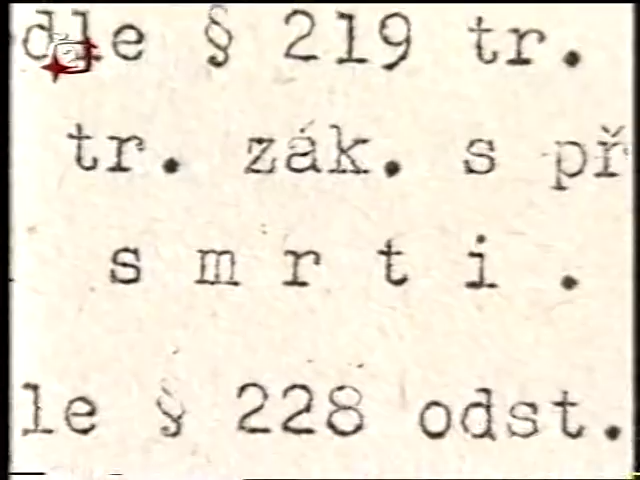 dle § 219 tr.
tr. zák. s př
s m r t i .
le § 228 odst.